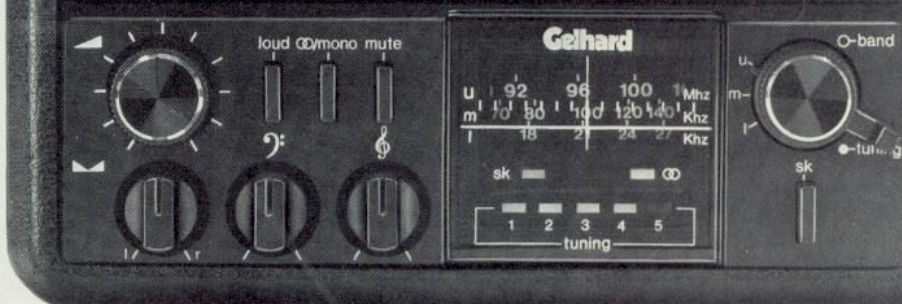 loud ꝏ/mono mute
l r
Gelhard
u 92 96 100 Mhz
m 70 80 100 120 140 Khz
l 18 24 27 Khz
sk ꝏ
1 2 3 4 5
tuning
O-band
u
m
l
●-tuning
sk